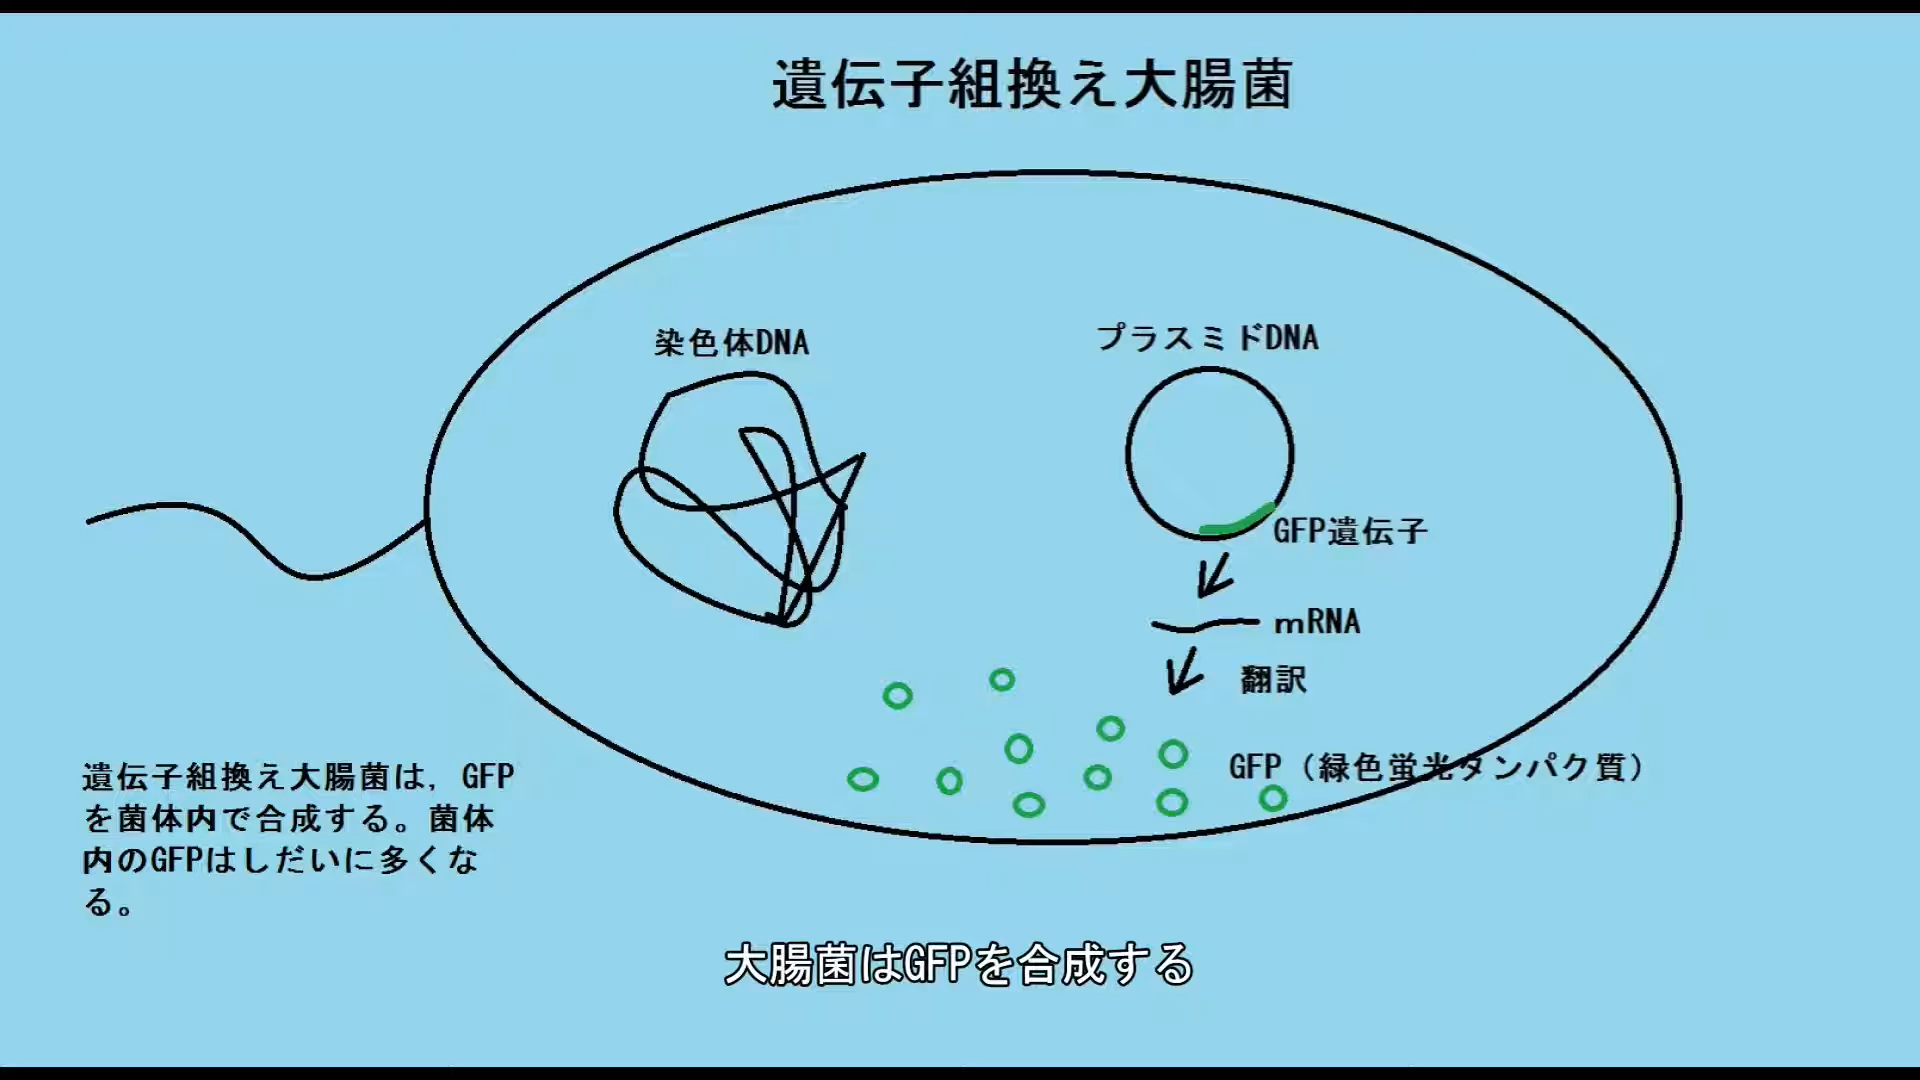 遺伝子組換え大腸菌
染色体DNA
プラスミドDNA
GFP遺伝子
mRNA
翻訳
GFP（緑色蛍光タンパク質）
遺伝子組換え大腸菌は，GFP
を菌体内で合成する。菌体
内のGFPはしだいに多くな
る。
大腸菌はGFPを合成する